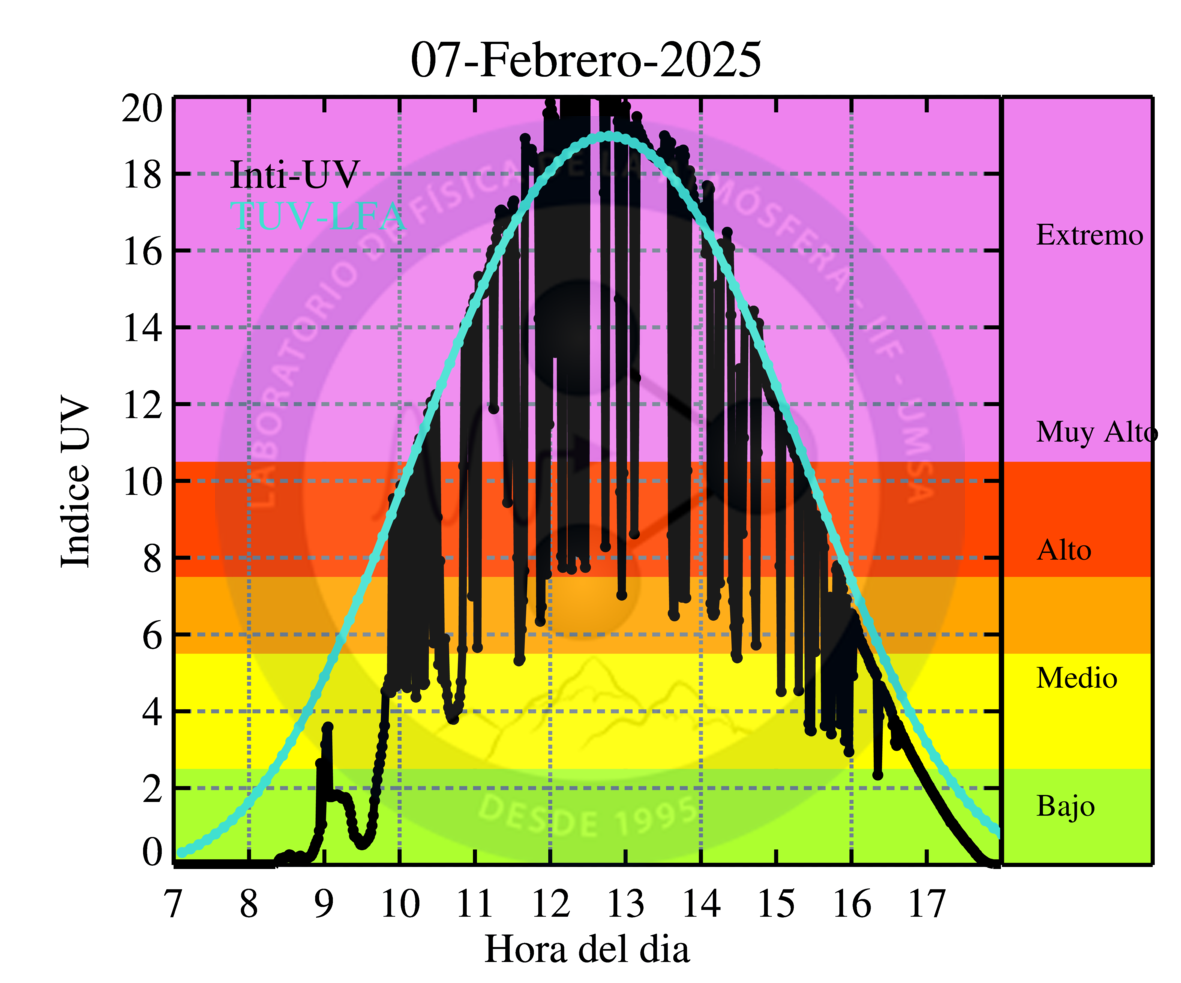 07-Febrero-2025
Indice UV
20
18
16
14
12
10
8
6
4
2
0
Inti-UV
TUV-LFA
LABORATORIO DE FÍSICA DE LA ATMÓSFERA - IIF - UMSA
DESDE 1995
Extremo
Muy Alto
Alto
Medio
Bajo
7 8 9 10 11 12 13 14 15 16 17
Hora del dia